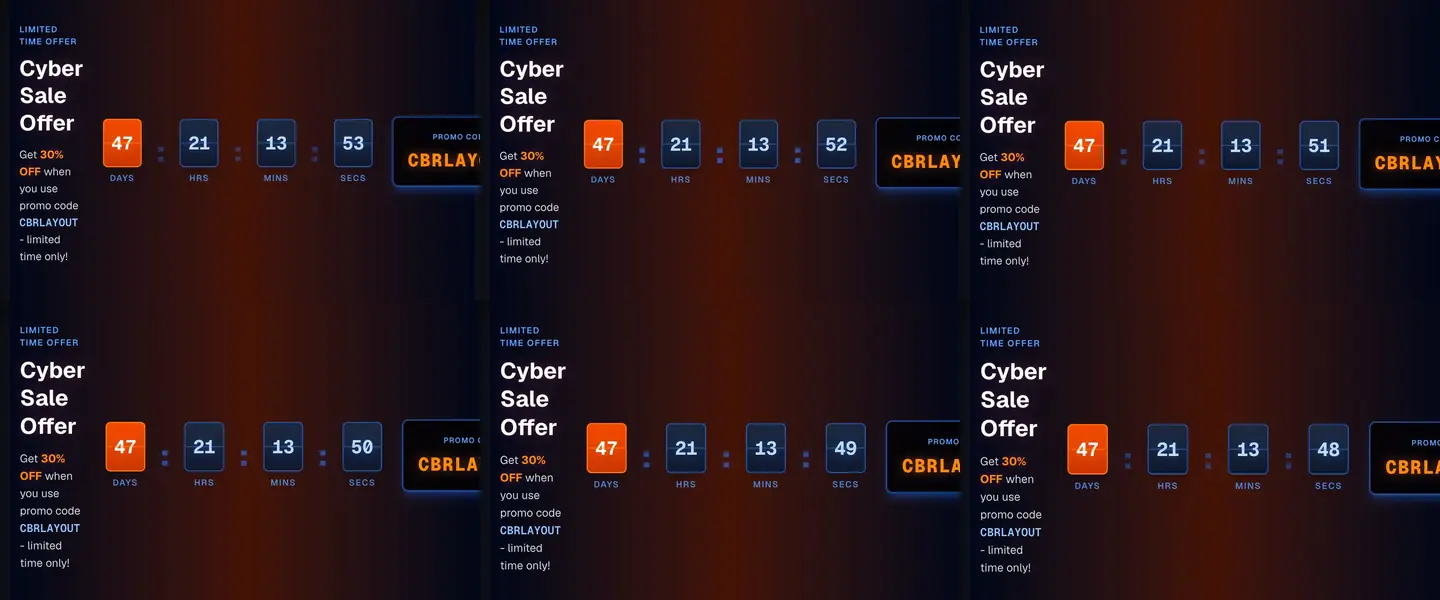 LIMITED
TIME OFFER
Cyber
Sale
Offer
Get 30%
OFF when
you use
promo code
CBRLAYOUT
- limited
time only!
47 : 21 : 13 : 53
DAYS HRS MINS SECS
PROMO
CBRLAY
LIMITED
TIME OFFER
Cyber
Sale
Offer
Get 30%
OFF when
you use
promo code
CBRLAYOUT
- limited
time only!
47 : 21 : 13 : 52
DAYS HRS MINS SECS
PROMO
CBRLAY
LIMITED
TIME OFFER
Cyber
Sale
Offer
Get 30%
OFF when
you use
promo code
CBRLAYOUT
- limited
time only!
47 : 21 : 13 : 51
DAYS HRS MINS SECS
PROMO
CBRLAY
LIMITED
TIME OFFER
Cyber
Sale
Offer
Get 30%
OFF when
you use
promo code
CBRLAYOUT
- limited
time only!
47 : 21 : 13 : 50
DAYS HRS MINS SECS
PROMO
CBRLA
LIMITED
TIME OFFER
Cyber
Sale
Offer
Get 30%
OFF when
you use
promo code
CBRLAYOUT
- limited
time only!
47 : 21 : 13 : 49
DAYS HRS MINS SECS
PROMO
CBRLA
LIMITED
TIME OFFER
Cyber
Sale
Offer
Get 30%
OFF when
you use
promo code
CBRLAYOUT
- limited
time only!
47 : 21 : 13 : 48
DAYS HRS MINS SECS
PROMO
CBRLA